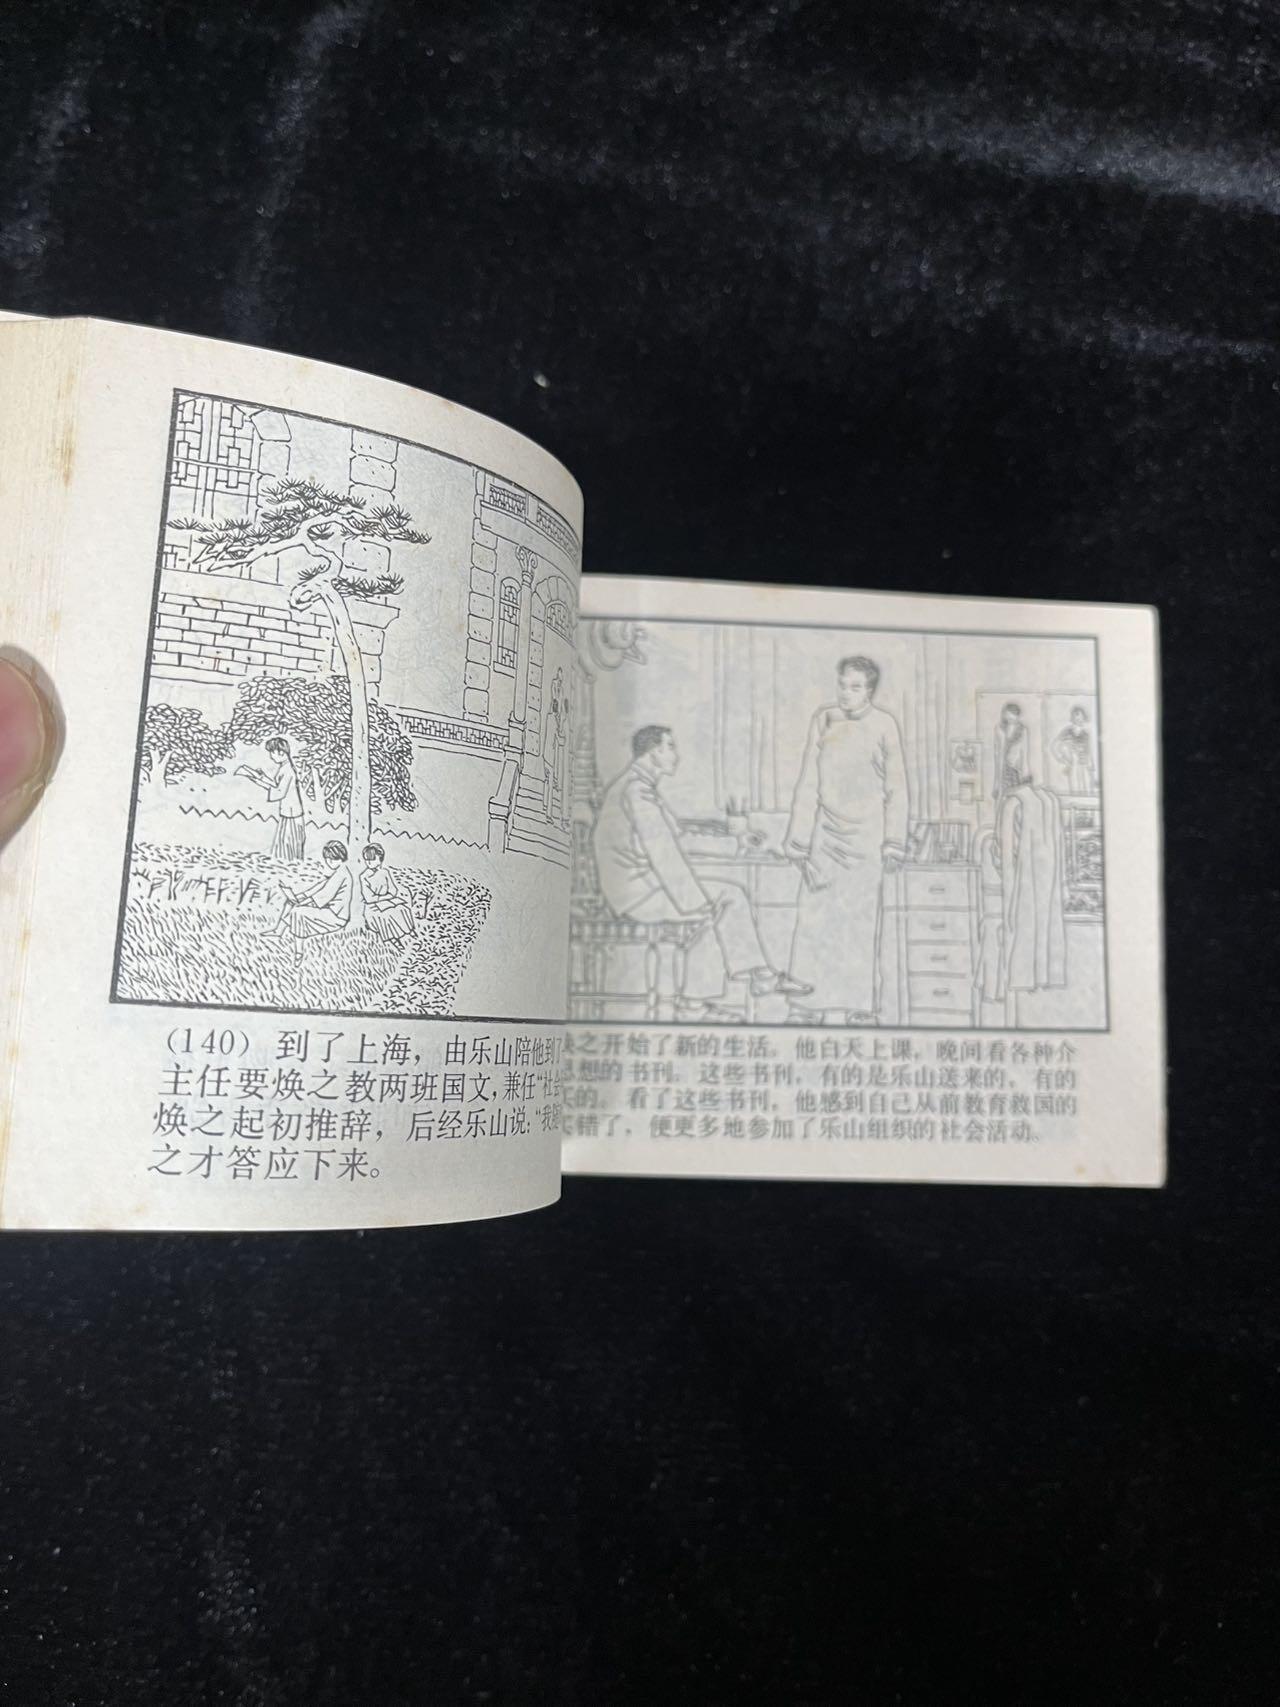 (140) 到了上海，由乐山陪他到了
主任要焕之教两班国文，兼任“社会
焕之起初推辞，后经乐山说：“我
之才答应下来。
之开始了新的生活。他白天上课，晚间看各种介
思想的书刊。这些书刊，有的是乐山送来的，有的
的。看了这些书刊，他感到自己从前教育救国的
错了，便更多地参加了乐山组织的社会活动。